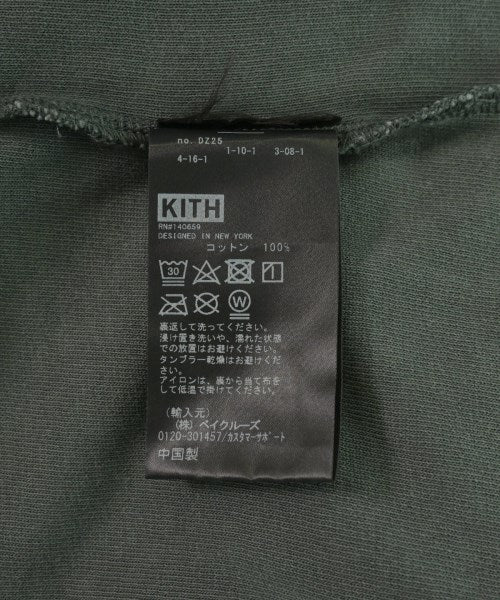 no. DZ25
4-16-1 1-10-1 3-08-1
KITH
RN#140659
DESIGNED IN NEW YORK
コットン 100%
30
W
裏返して洗ってください。
浸け置き洗いや、濡れた状態
での放置はお避けください。
タンブラー乾燥はお避けくださ
い。
アイロンは、裏から当て布を
して低温で掛けてください。
(輸入元)
(株) ベイクルーズ
0120-301457/カスタマーサポート
中国製